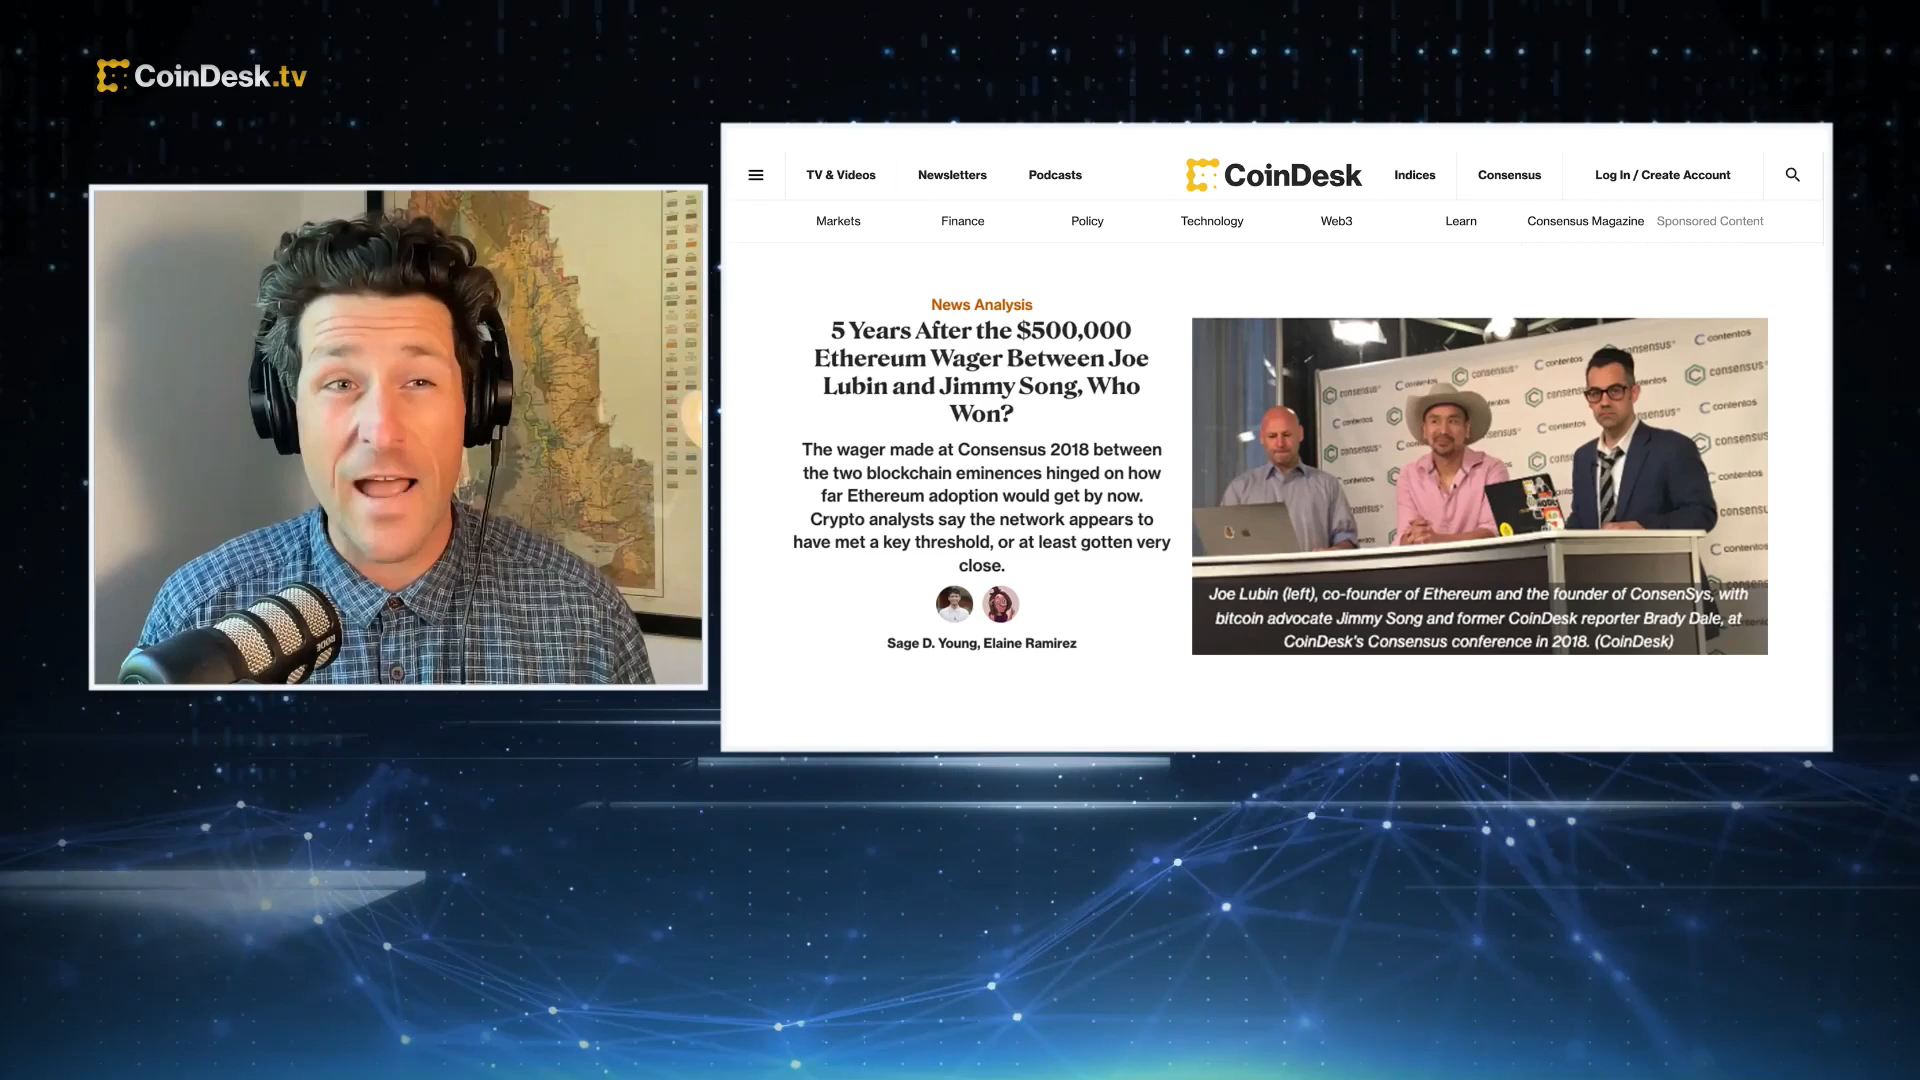 CoinDesk.tv
TV & Videos
Newsletters
Podcasts
CoinDesk
Indices
Consensus
Log In / Create Account
Markets
Finance
Policy
Technology
Web3
Learn
Consensus Magazine
Sponsored Content
News Analysis
5 Years After the $500,000
Ethereum Wager Between Joe
Lubin and Jimmy Song, Who
Won?
The wager made at Consensus 2018 between
the two blockchain eminences hinged on how
far Ethereum adoption would get by now.
Crypto analysts say the network appears to
have met a key threshold, or at least gotten very
close.
Sage D. Young, Elaine Ramirez
consensus
contentos
Joe Lubin (left), co-founder of Ethereum and the founder of ConsenSys, with
bitcoin advocate Jimmy Song and former CoinDesk reporter Brady Dale, at
CoinDesk's Consensus conference in 2018. (CoinDesk)
RODE